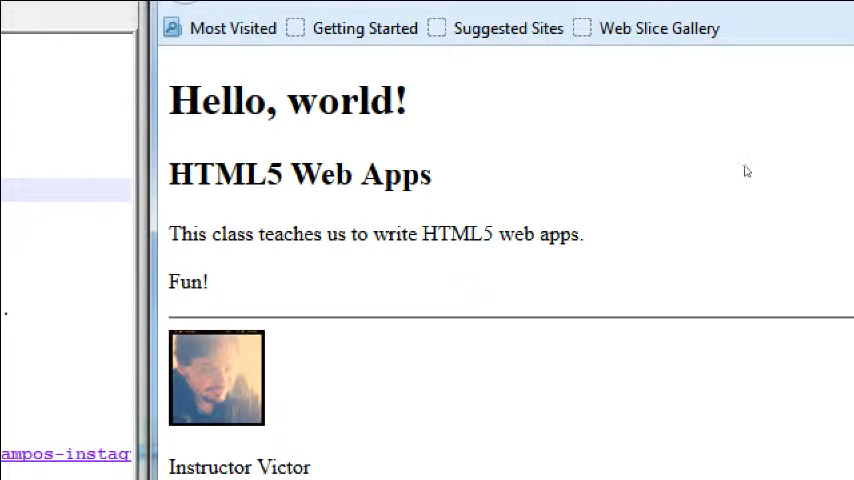 Most Visited Getting Started Suggested Sites Web Slice Gallery
Hello, world!
HTML5 Web Apps
This class teaches us to write HTML5 web apps.
Fun!
.
ampos-instag
Instructor Victor